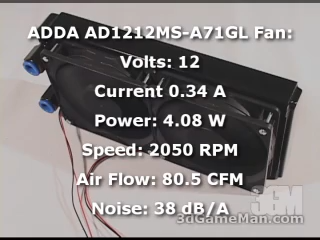 ADDA AD1212MS-A71GL Fan:
Volts: 12
Current 0.34 A
Power: 4.08 W
Speed: 2050 RPM
Air Flow: 80.5 CFM
Noise: 38 dB/A
3GM
3dGameMan.com